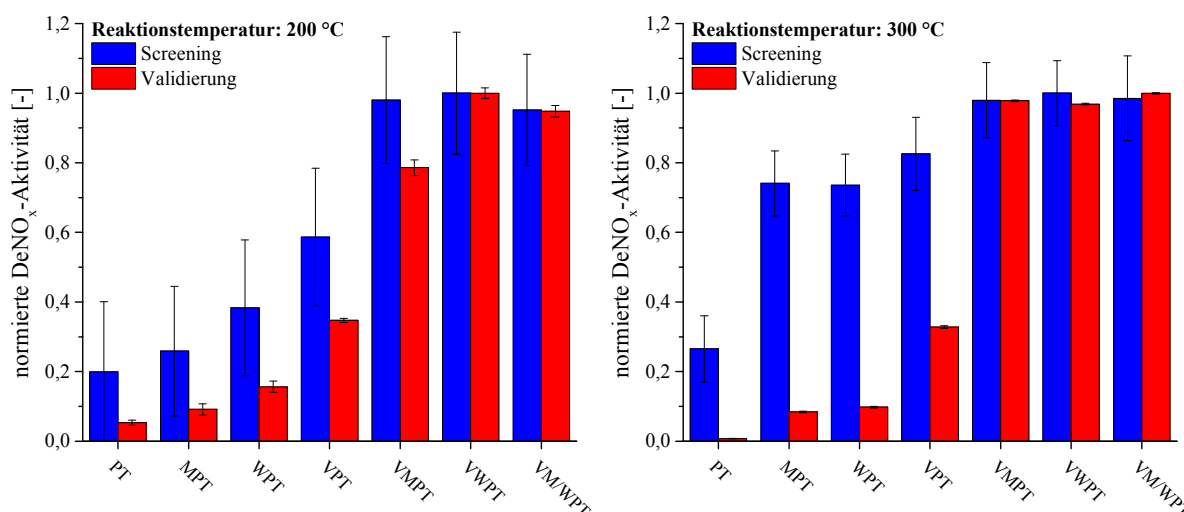 Reaktionstemperatur: 200 °C
Screening
Validierung
normierte DeNOx-Aktivität [-]
1,2
1,0
0,8
0,6
0,4
0,2
0,0
PT
MPT
WPT
VPT
VMPT
VWPT
VM/WPT
Reaktionstemperatur: 300 °C
Screening
Validierung
normierte DeNOx-Aktivität [-]
1,2
1,0
0,8
0,6
0,4
0,2
0,0
PT
MPT
WPT
VPT
VMPT
VWPT
VM/WPT